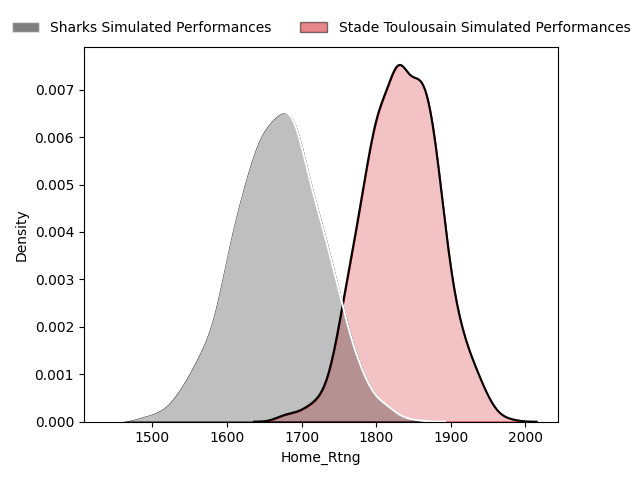 Sharks Simulated Performances
Stade Toulousain Simulated Performances
Density
0.007
0.006
0.005
0.004
0.003
0.002
0.001
0.000
1500 1600 1700 1800 1900 2000
Home_Rtng